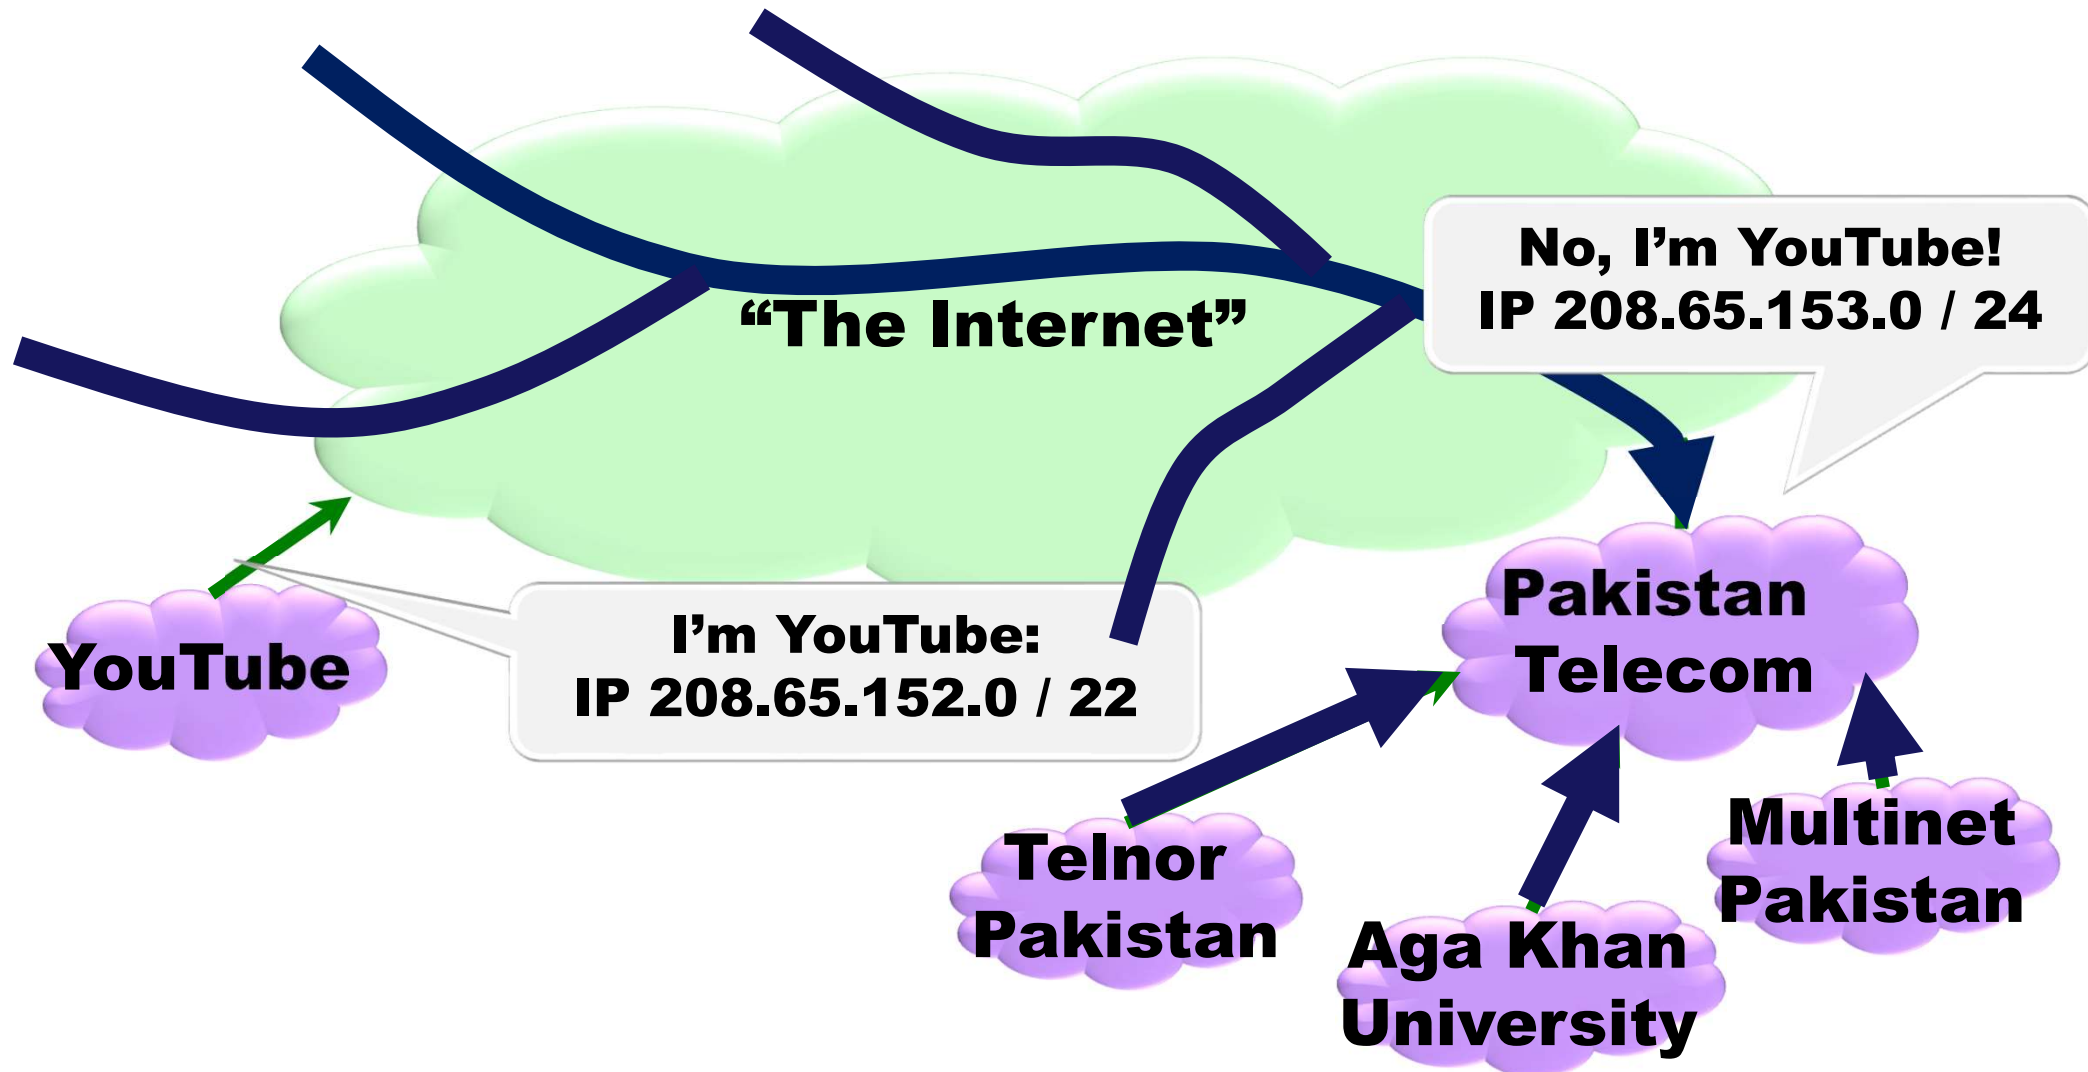 “The Internet”
No, I’m YouTube!
IP 208.65.153.0 / 24
YouTube
I’m YouTube:
IP 208.65.152.0 / 22
Pakistan
Telecom
Telnor
Pakistan
Aga Khan
University
Multinet
Pakistan